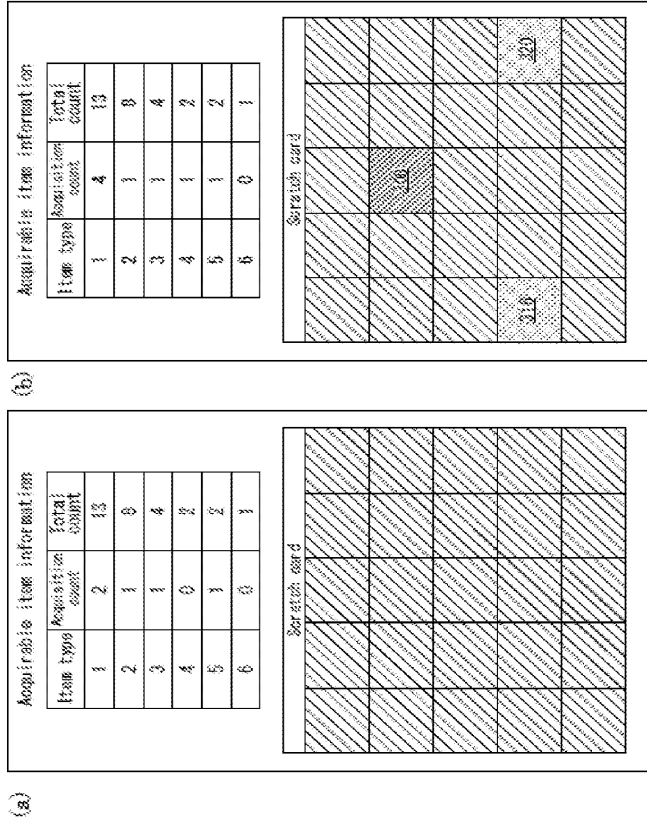 (a)
Acquirable item information
Item type Acquisition count Total count
1 2 13
2 1
3 1 4
4 0 2
5 1 2
6 0 1
Scratch card
(b)
Acquirable item information
Item type Acquisition count Total count
1 4 13
2 1 8
3 1 4
4 1 2
5 1 2
6 0 1
Scratch card
320